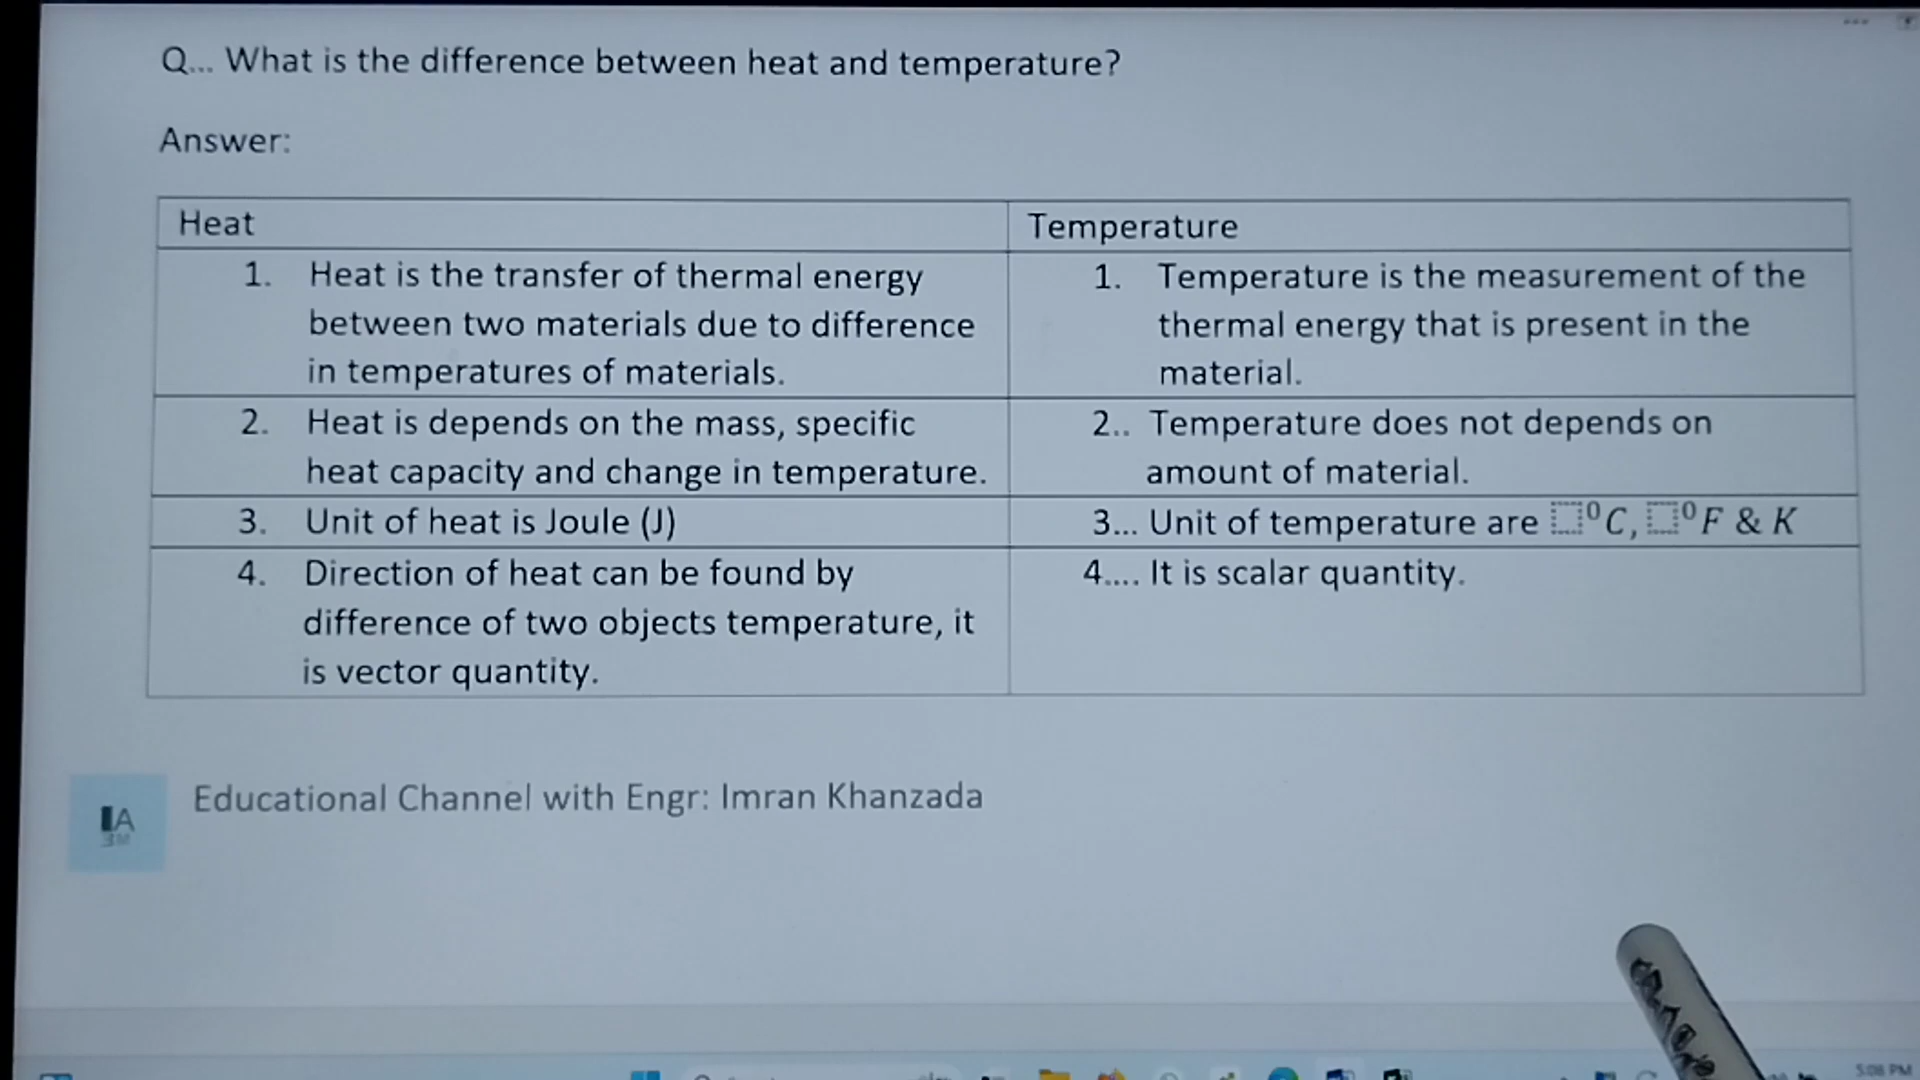 Q... What is the difference between heat and temperature?
Answer:
Heat
Temperature
1. Heat is the transfer of thermal energy
between two materials due to difference
in temperatures of materials.
1. Temperature is the measurement of the
thermal energy that is present in the
material.
2. Heat is depends on the mass, specific
heat capacity and change in temperature.
2.. Temperature does not depends on
amount of material.
3. Unit of heat is Joule (J)
3... Unit of temperature are ⬚⁰C, ⬚⁰F & K
4. Direction of heat can be found by
difference of two objects temperature, it
is vector quantity.
4.... It is scalar quantity.
Educational Channel with Engr: Imran Khanzada
5:08 PM